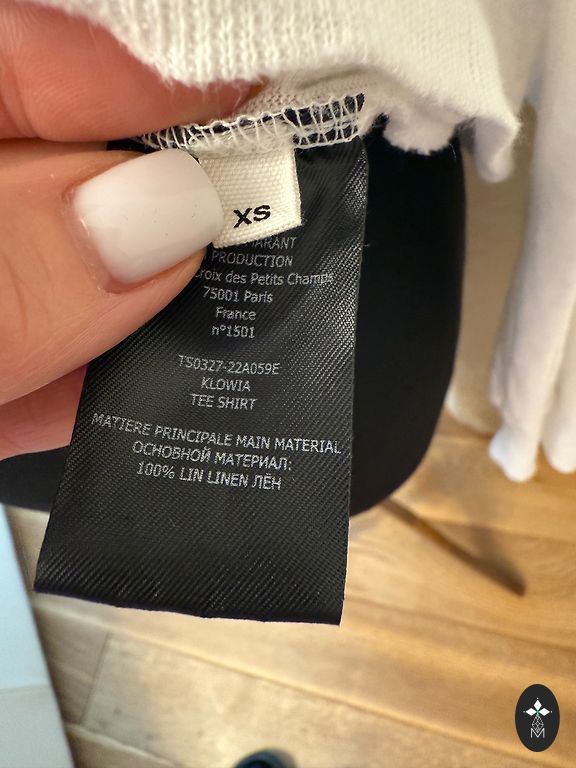 XS
MARANT
PRODUCTION
Croix des Petits Champs
75001 Paris
France
n°1501
TS0327-22A059E
KLOWIA
TEE SHIRT
MATIERE PRINCIPALE MAIN MATERIAL
ОСНОВНОЙ МАТЕРИАЛ:
100% LIN LINEN ЛЁН